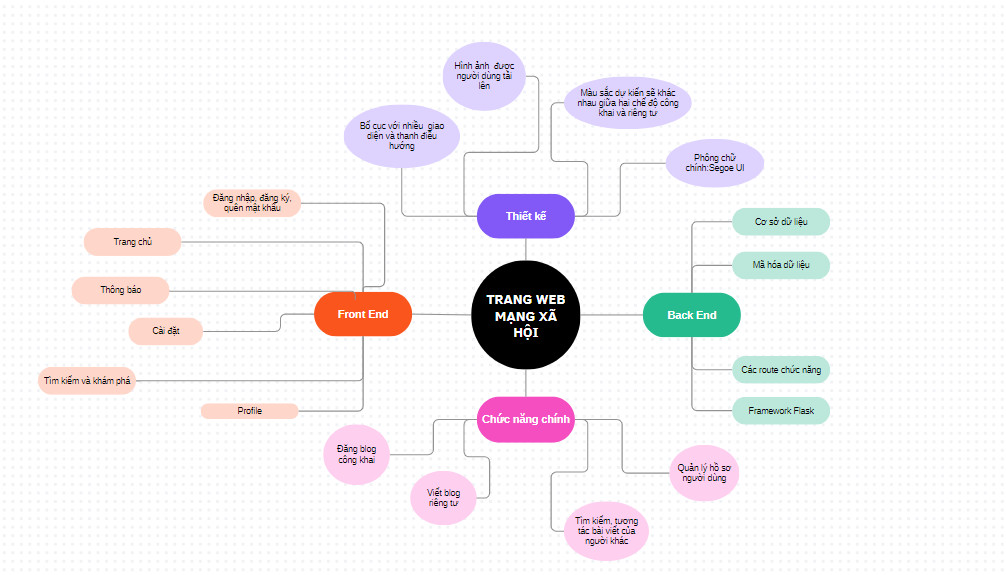 Hình ảnh được
người dùng tải
lên
Màu sắc dự kiến sẽ khác
nhau giữa hai chế độ công
khai và riêng tư
Bố cục với nhiều giao
diện và thanh điều
hướng
Phông chữ
chính:Segoe UI
Thiết kế
Đăng nhập, đăng ký,
quên mật khẩu
Trang chủ
Thông báo
Cài đặt
Tìm kiếm và khám phá
Profile
Front End
TRANG WEB
MẠNG XÃ
HỘI
Back End
Cơ sở dữ liệu
Mã hóa dữ liệu
Các route chức năng
Framework Flask
Chức năng chính
Đăng blog
công khai
Viết blog
riêng tư
Tìm kiếm, tương
tác bài viết của
người khác
Quản lý hồ sơ
người dùng